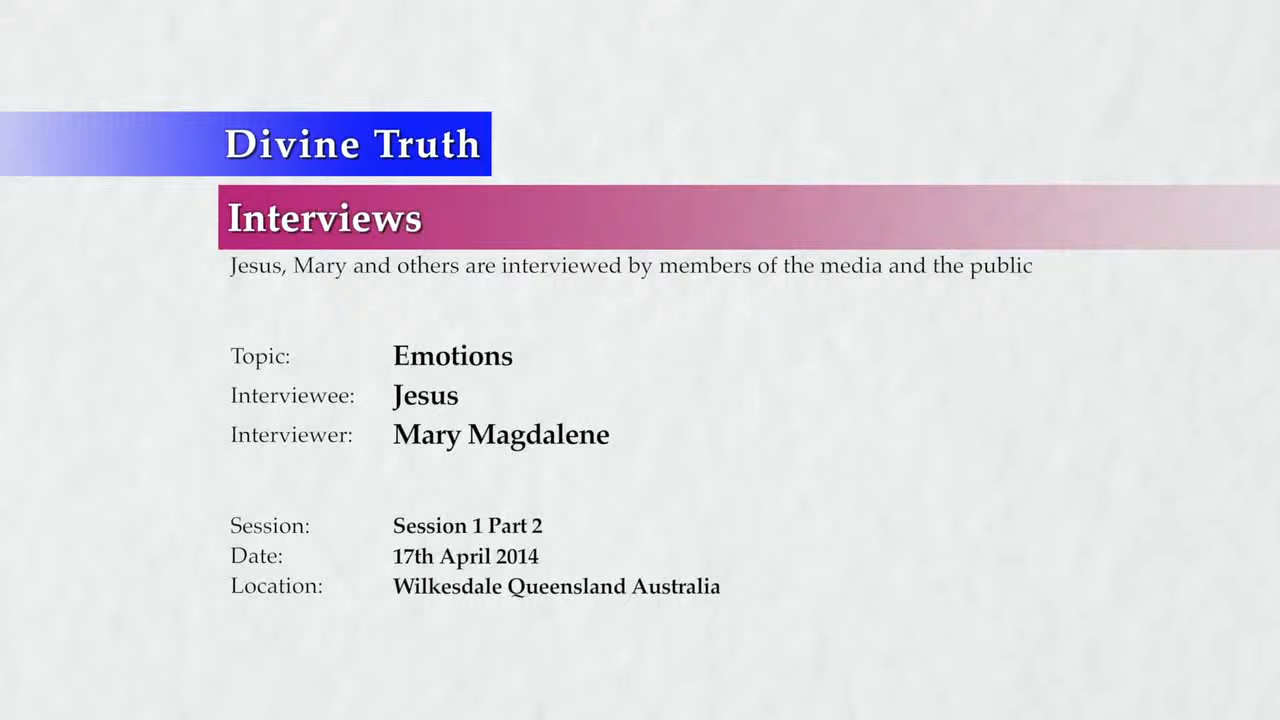 Divine Truth
Interviews
Jesus, Mary and others are interviewed by members of the media and the public
Topic: Emotions
Interviewee: Jesus
Interviewer: Mary Magdalene
Session: Session 1 Part 2
Date: 17th April 2014
Location: Wilkesdale Queensland Australia